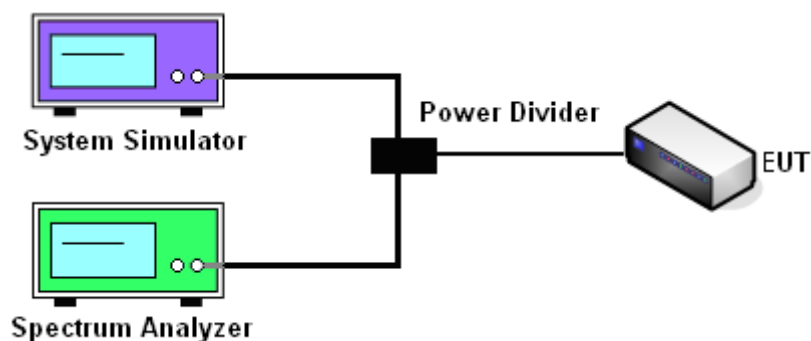 System Simulator
Power Divider
EUT
Spectrum Analyzer